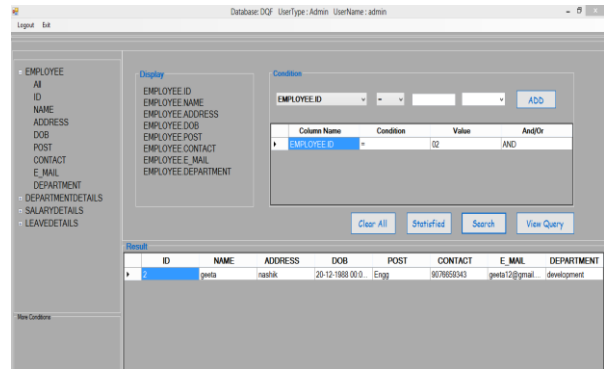 Database: DQF UserType : Admin UserName : admin
Logout Exit
EMPLOYEE
All
ID
NAME
ADDRESS
DOB
POST
CONTACT
E_MAIL
DEPARTMENT
DEPARTMENTDETAILS
SALARYDETAILS
LEAVEDETAILS
More Conditions
Display
EMPLOYEE.ID
EMPLOYEE.NAME
EMPLOYEE.ADDRESS
EMPLOYEE.DOB
EMPLOYEE.POST
EMPLOYEE.CONTACT
EMPLOYEE.E_MAIL
EMPLOYEE.DEPARTMENT
Condition
EMPLOYEE.ID = ADD
Column Name Condition Value And/Or
EMPLOYEE.ID = 02 AND
Clear All Statisfied Search View Query
Result
ID NAME ADDRESS DOB POST CONTACT E_MAIL DEPARTMENT
2 geeta nashik 20-12-1988 00:0... Engg 9876659343 geeta12@gmail... development